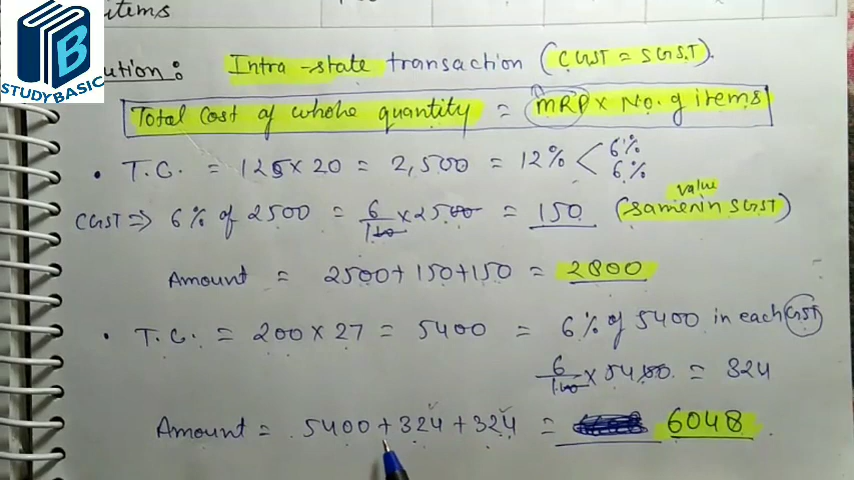 items
ution :
Intra-state transaction (CGST = SGST).
STUDYBASIC
Total Cost of whole quantity = MRP x No. of items
• T.C. = 125 x 20 = 2,500 = 12% < 6% 6%
CGST ⇒ 6% of 2500 = 6/100 x 2500 = 150 (same value in SGST)
Amount = 2500 + 150 + 150 = 2800
• T.C. = 200 x 27 = 5400 = 6% of 5400 in each GST
6/100 x 5400 = 324
Amount = 5400 + 324 + 324 = 6048